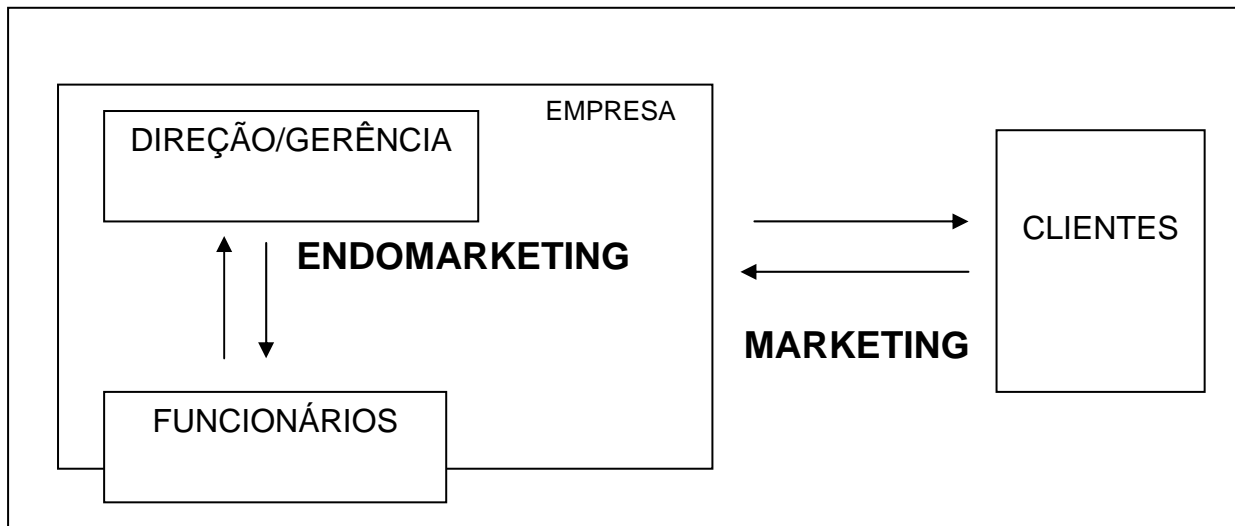 EMPRESA
DIREÇÃO/GERÊNCIA
ENDOMARKETING
CLIENTES
MARKETING
FUNCIONÁRIOS